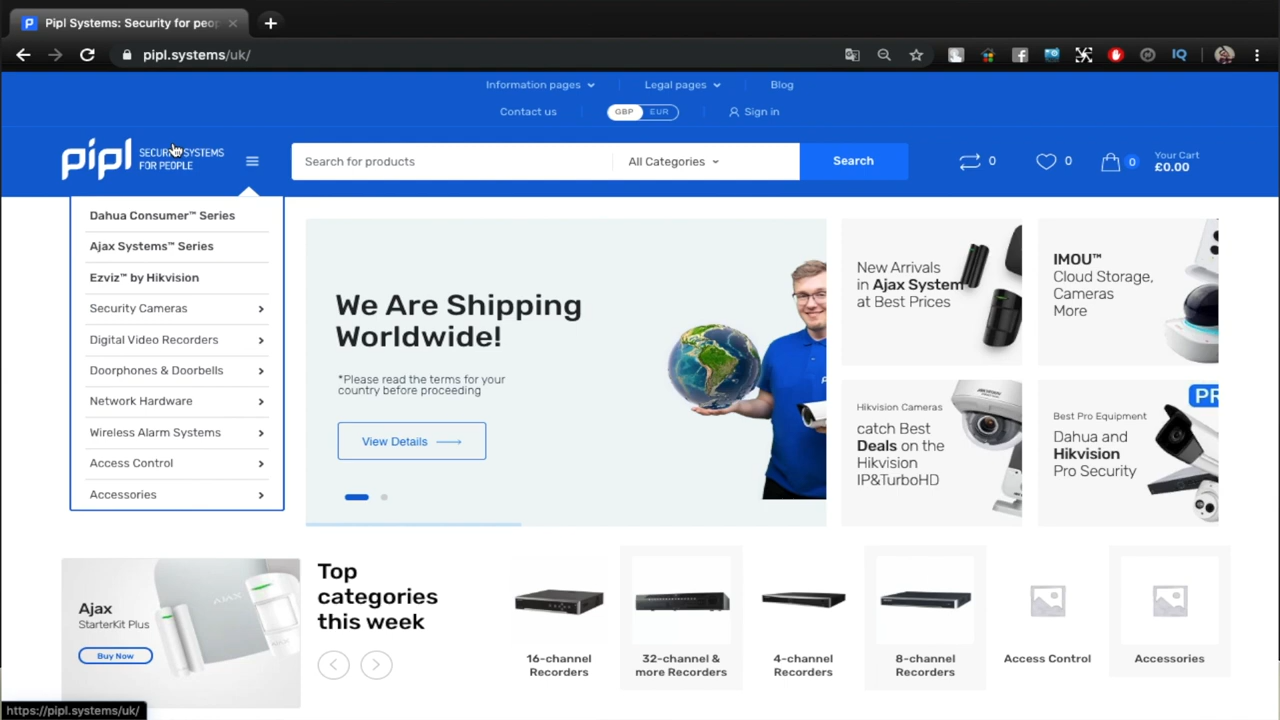 Pipl Systems: Security for peop
pipl.systems/uk/
IQ
Information pages
Legal pages
Blog
Contact us
GBP
EUR
Sign in
pipl
SECURITY SYSTEMS
FOR PEOPLE
Search for products
All Categories
Search
0
0
0
Your Cart
£0.00
Dahua Consumer™ Series
Ajax Systems™ Series
Ezviz™ by Hikvision
Security Cameras
Digital Video Recorders
Doorphones & Doorbells
Network Hardware
Wireless Alarm Systems
Access Control
Accessories
We Are Shipping
Worldwide!
*Please read the terms for your
country before proceeding
View Details
New Arrivals
in Ajax System
at Best Prices
IMOU™
Cloud Storage,
Cameras
More
Hikvision Cameras
catch Best
Deals on the
Hikvision
IP&TurboHD
PR
Best Pro Equipment
Dahua and
Hikvision
Pro Security
Ajax
StarterKit Plus
Buy Now
AJAX
Top
categories
this week
16-channel
Recorders
32-channel &
more Recorders
4-channel
Recorders
8-channel
Recorders
Access Control
Accessories
https://pipl.systems/uk/